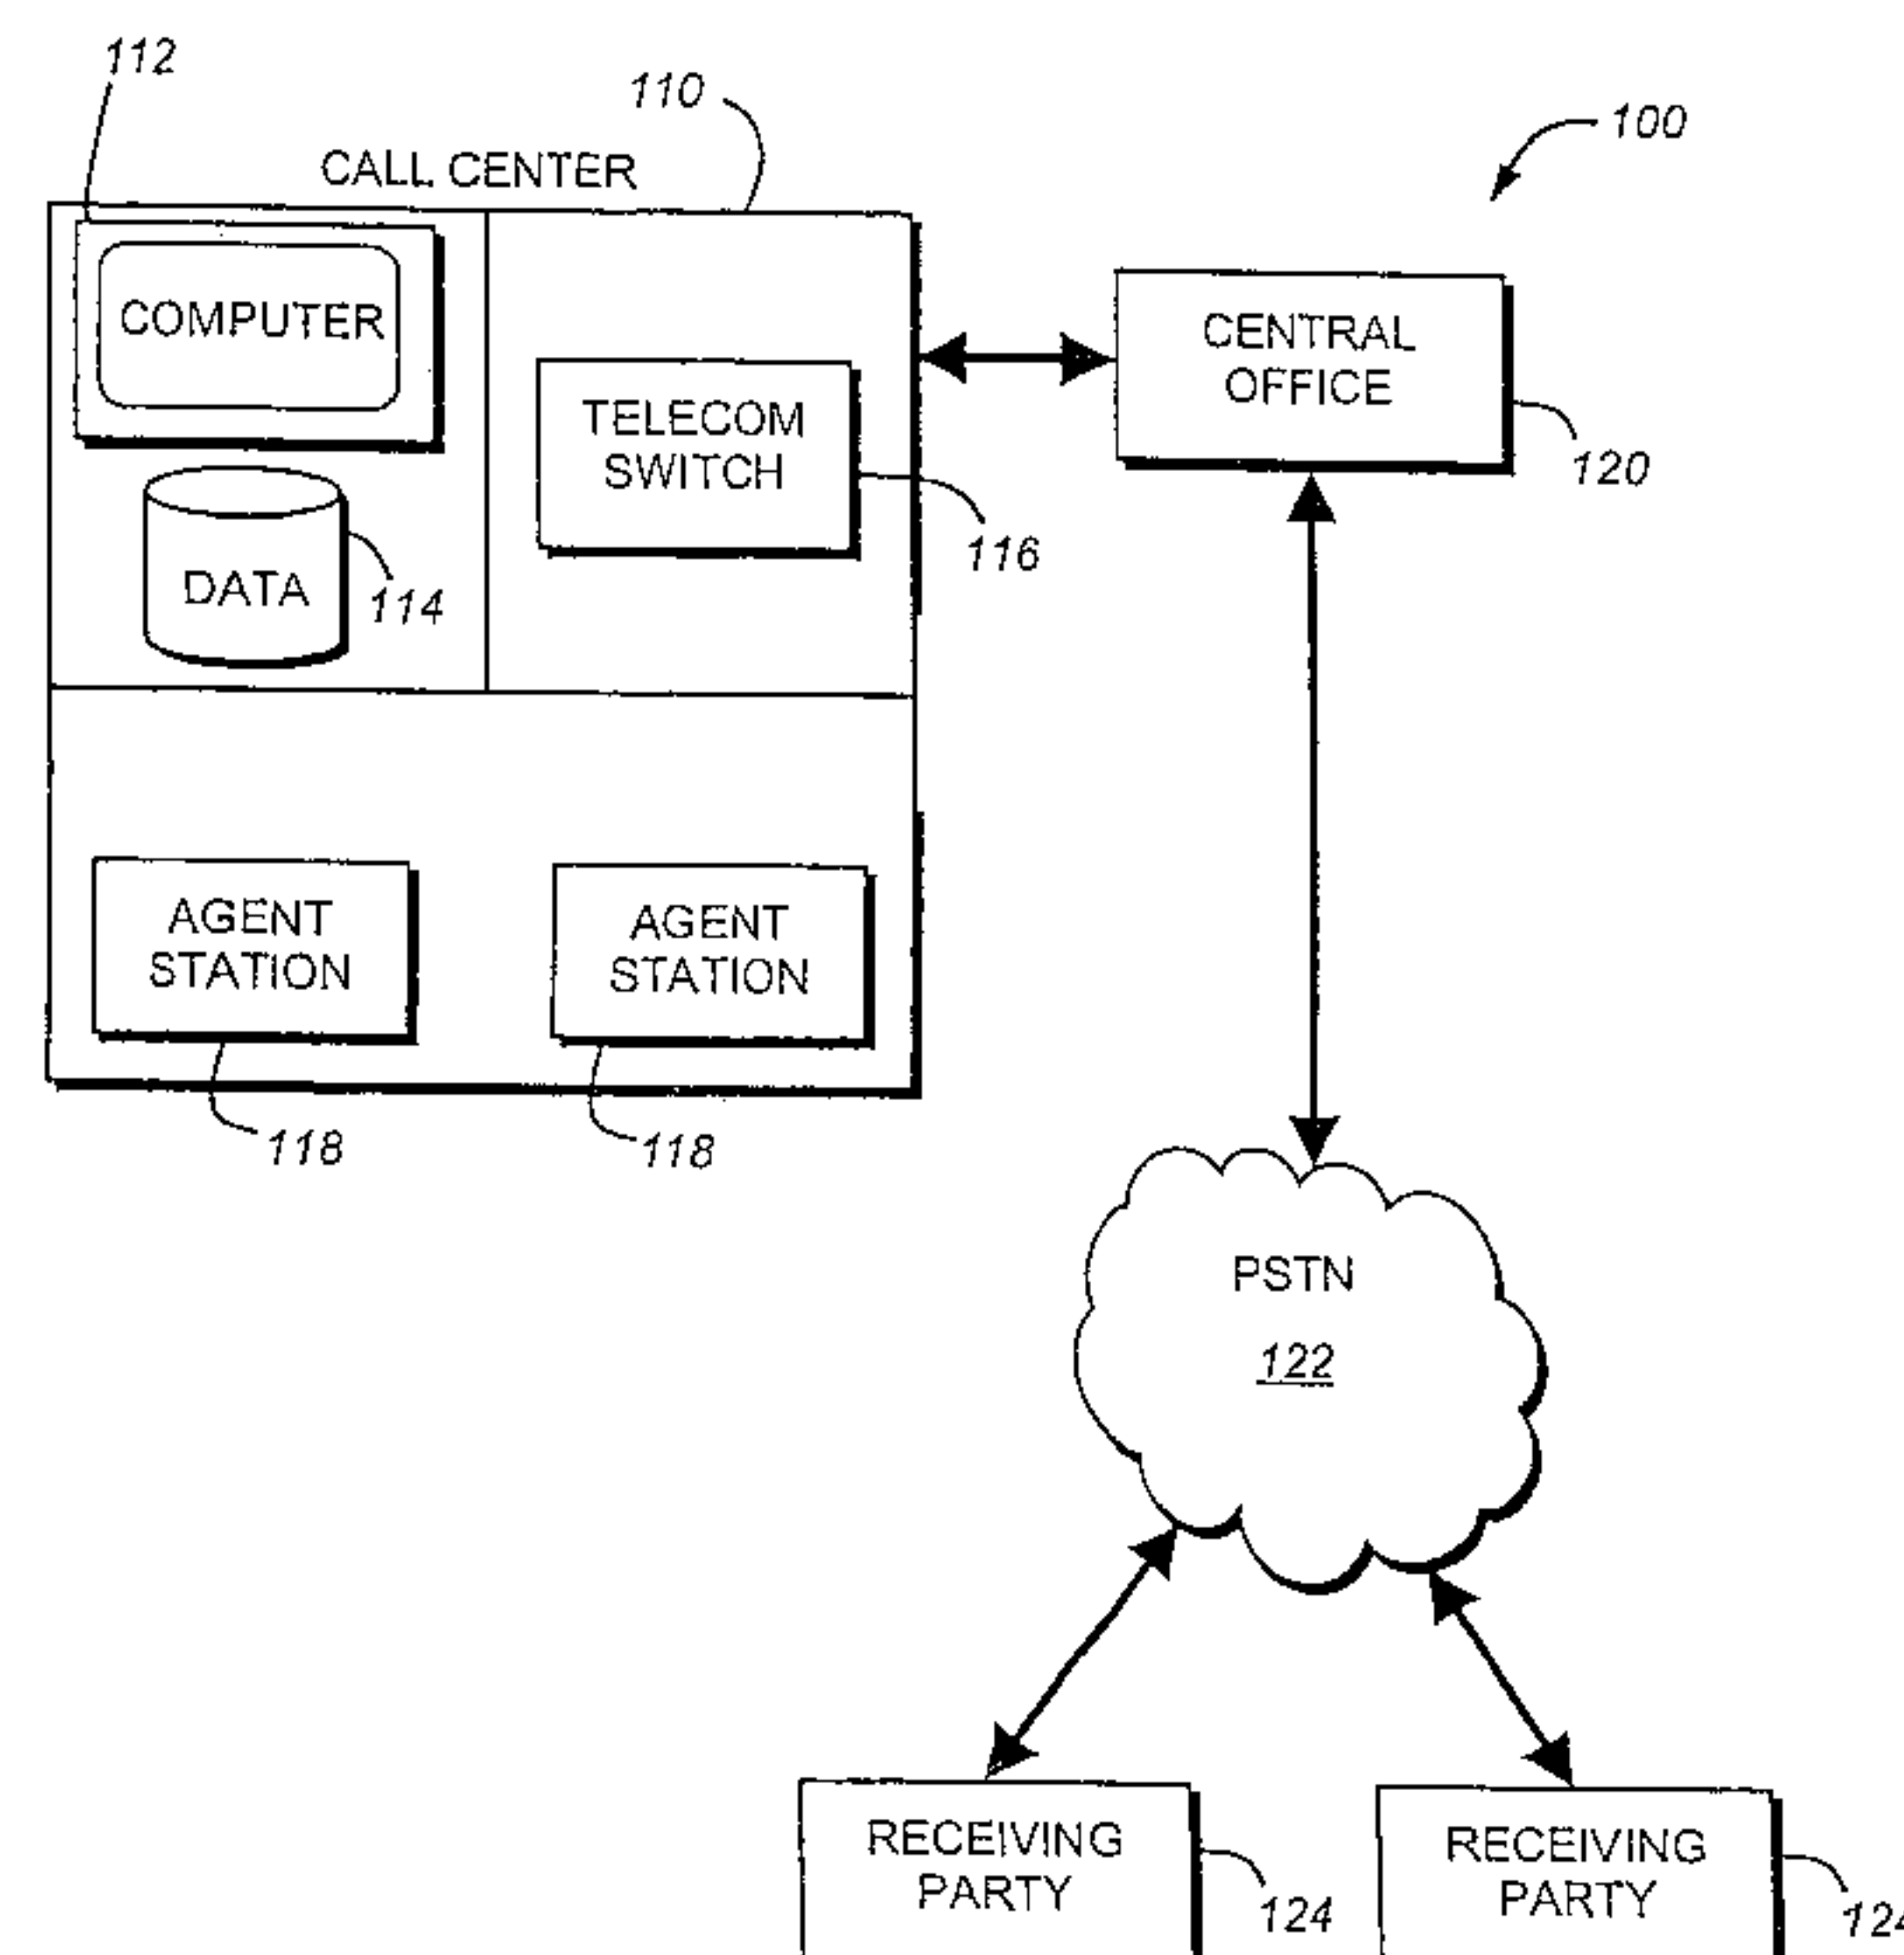 112
110
100
CALL CENTER
COMPUTER
CENTRAL
OFFICE
120
TELECOM
SWITCH
116
DATA
114
AGENT
STATION
AGENT
STATION
118
118
PSTN
122
RECEIVING
PARTY
124
RECEIVING
PARTY
124